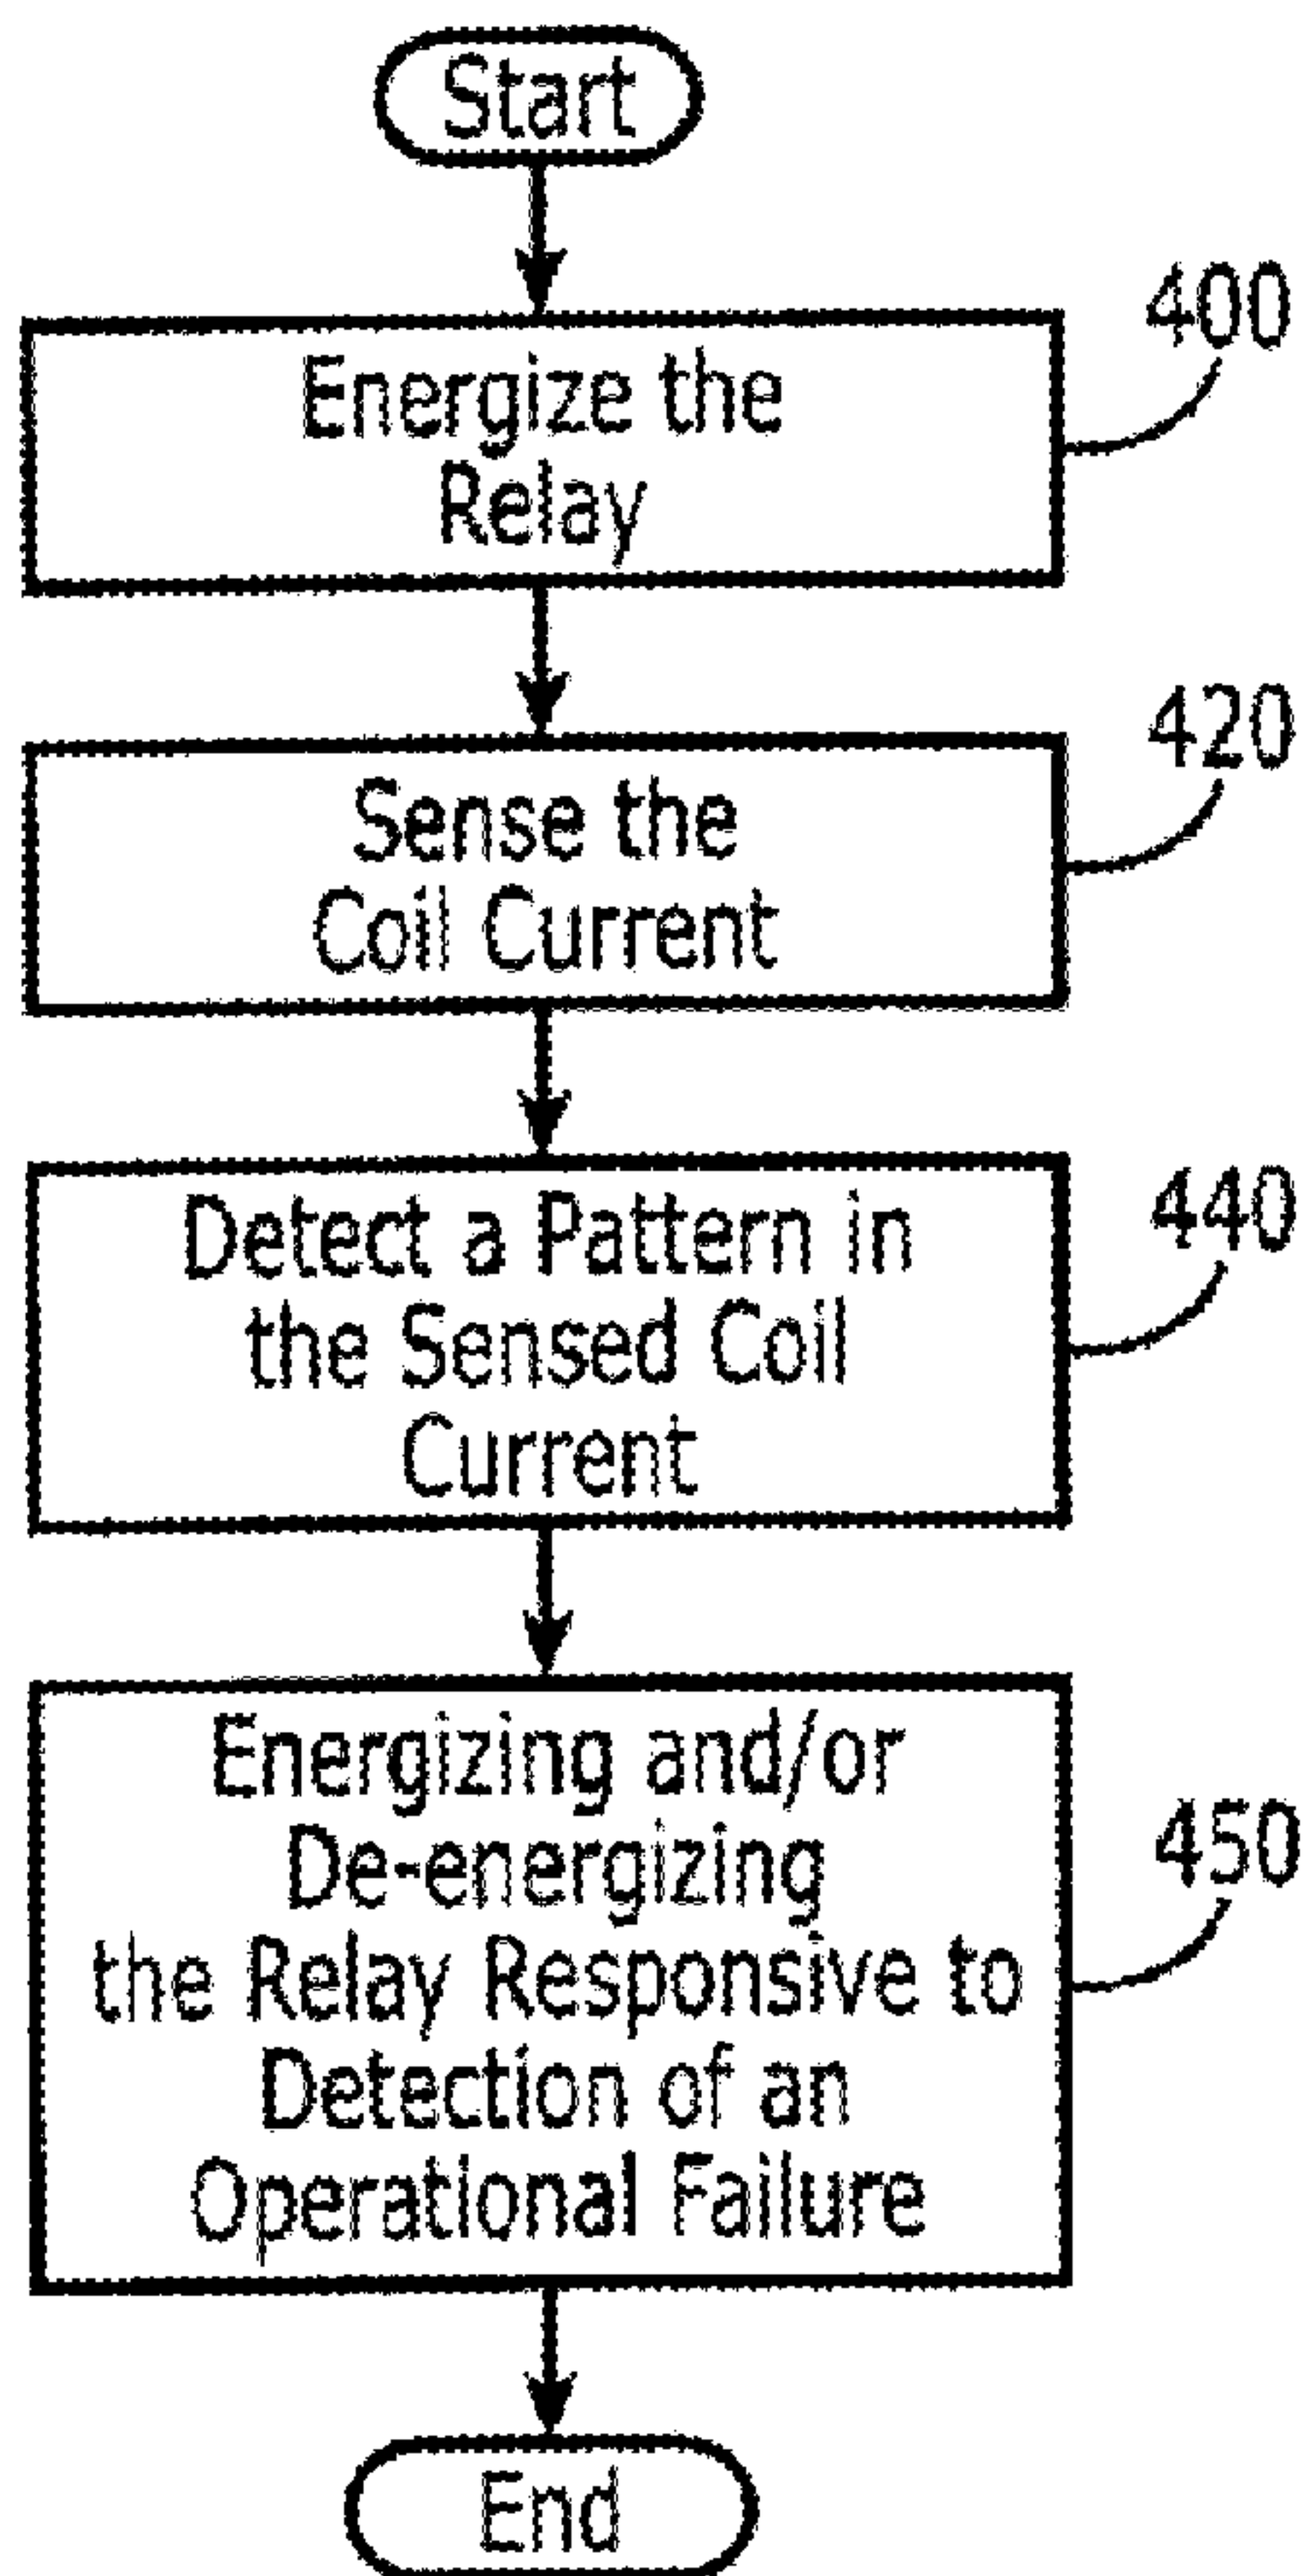 Start
400
Energize the
Relay
420
Sense the
Coil Current
440
Detect a Pattern in
the Sensed Coil
Current
450
Energizing and/or
De-energizing
the Relay Responsive to
Detection of an
Operational Failure
End